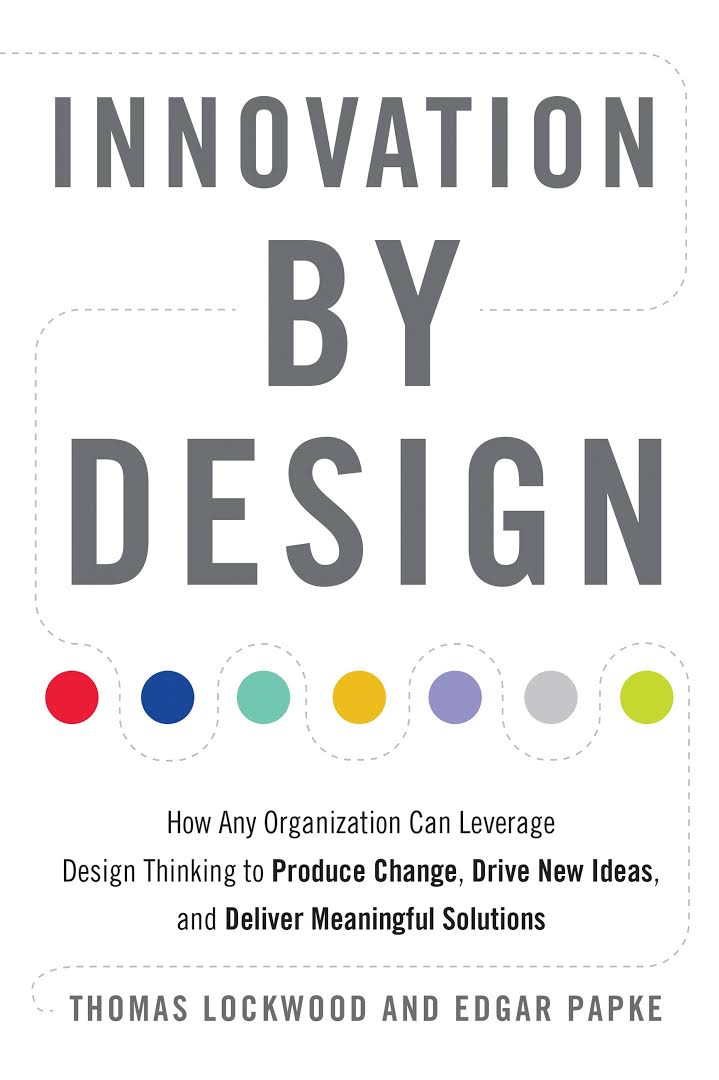 INNOVATION
BY
DESIGN
How Any Organization Can Leverage
Design Thinking to Produce Change, Drive New Ideas,
and Deliver Meaningful Solutions
THOMAS LOCKWOOD AND EDGAR PAPKE